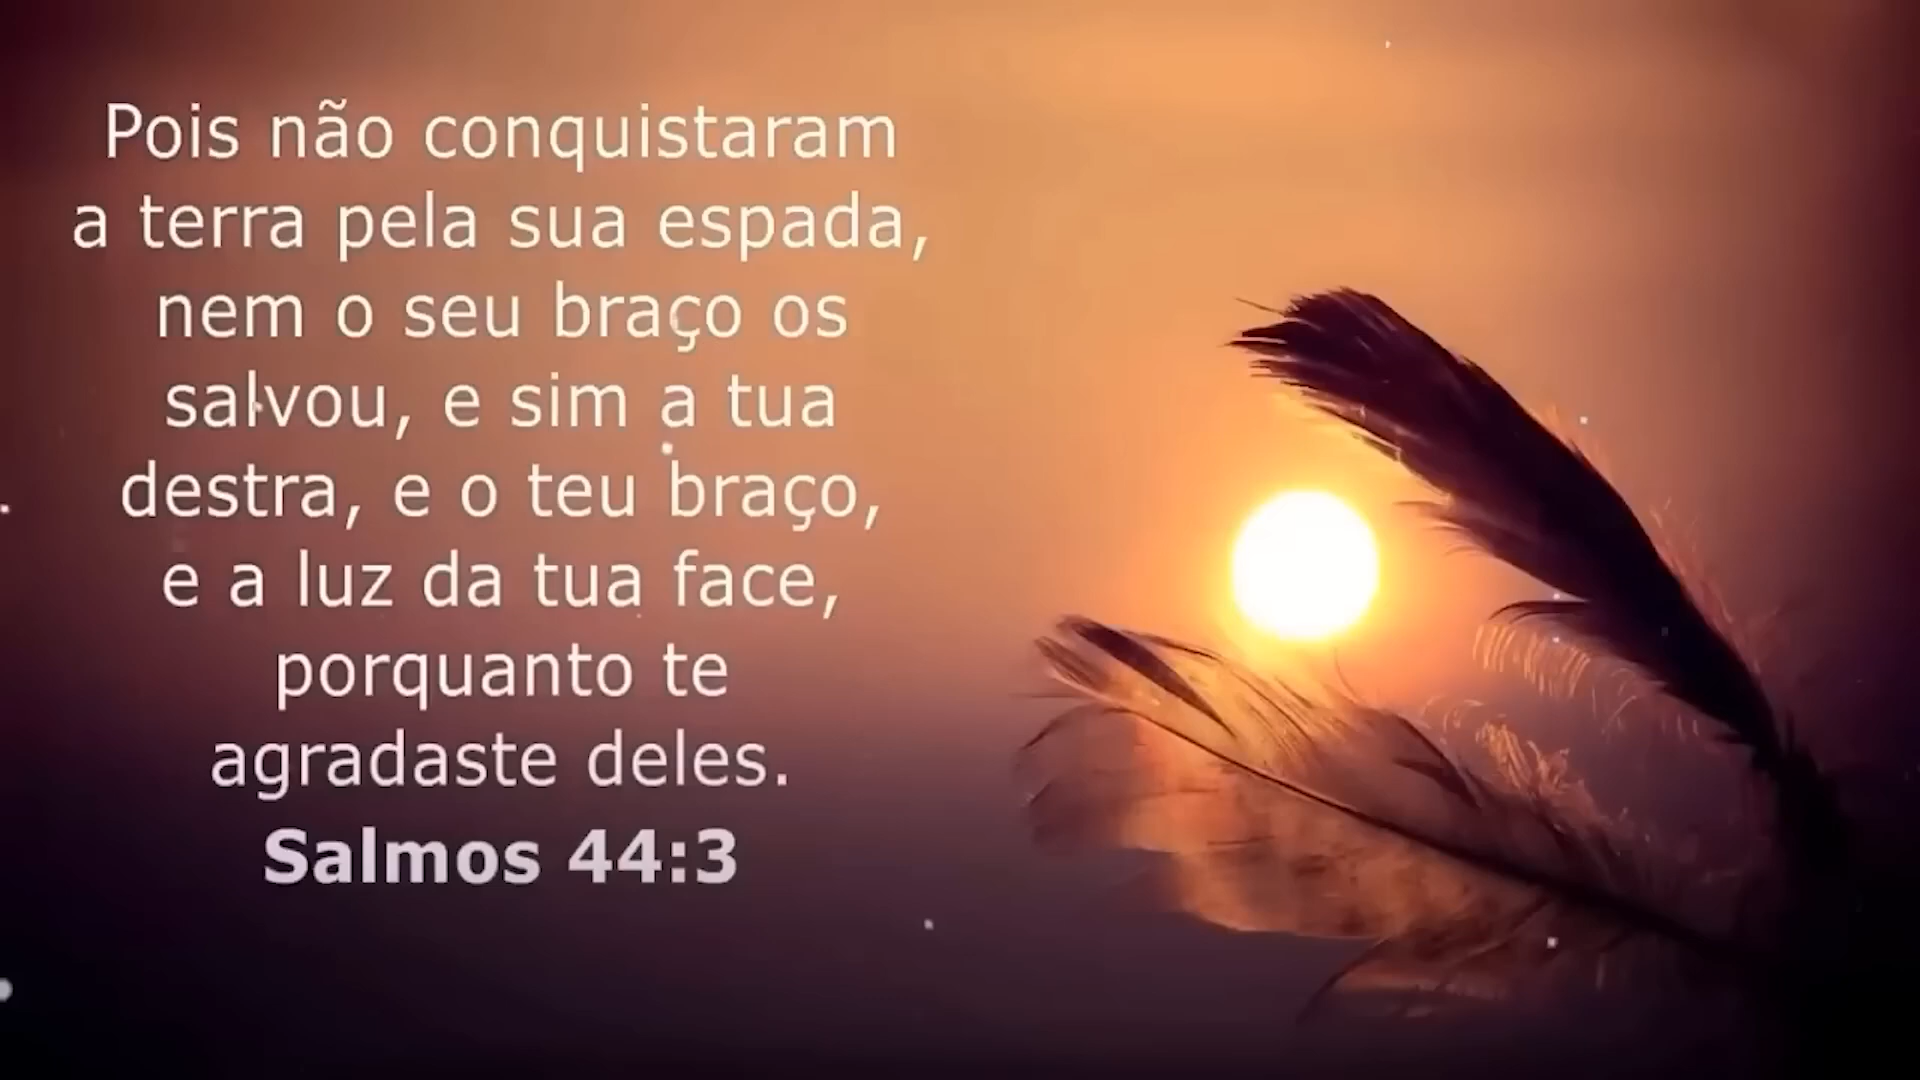 Pois não conquistaram
a terra pela sua espada,
nem o seu braço os
salvou, e sim a tua
destra, e o teu braço,
e a luz da tua face,
porquanto te
agradaste deles.
Salmos 44:3